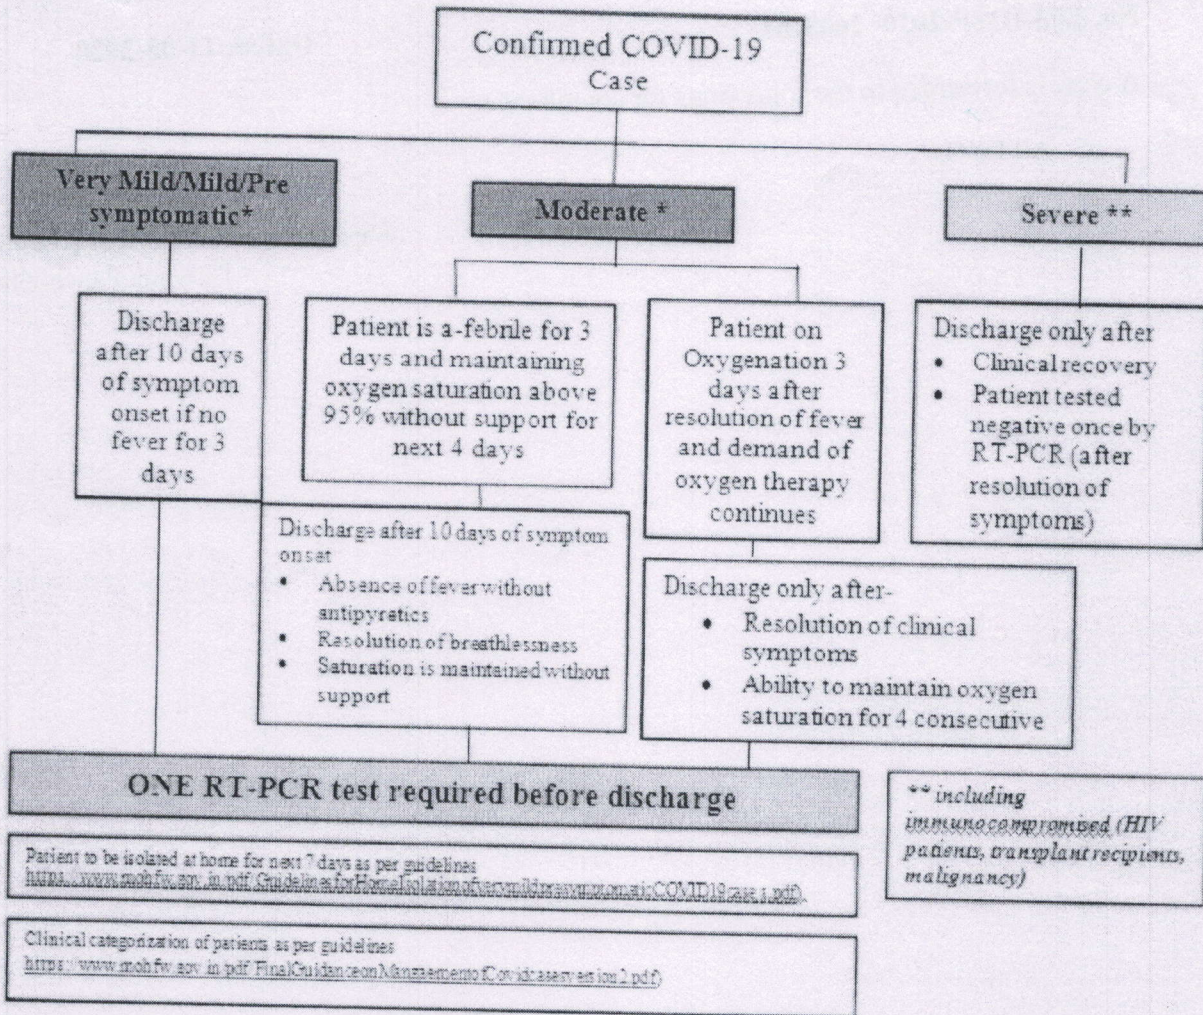 Confirmed COVID-19
Case
Very Mild/Mild/Pre
symptomatic*
Moderate *
Severe **
Discharge
after 10 days
of symptom
onset if no
fever for 3
days
Patient is a-febrile for 3
days and maintaining
oxygen saturation above
95% without support for
next 4 days
Patient on
Oxygenation 3
days after
resolution of fever
and demand of
oxygen therapy
continues
Discharge only after
• Clinical recovery
• Patient tested
negative once by
RT-PCR (after
resolution of
symptoms)
Discharge after 10 days of symptom
onset
• Absence of fever without
antipyretics
• Resolution of breathlessness
• Saturation is maintained without
support
Discharge only after-
• Resolution of clinical
symptoms
• Ability to maintain oxygen
saturation for 4 consecutive
ONE RT-PCR test required before discharge
** including
immunocompromised (HIV
patients, transplant recipients,
malignancy)
Patient to be isolated at home for next 7 days as per guidelines
Clinical categorization of patients as per guidelines